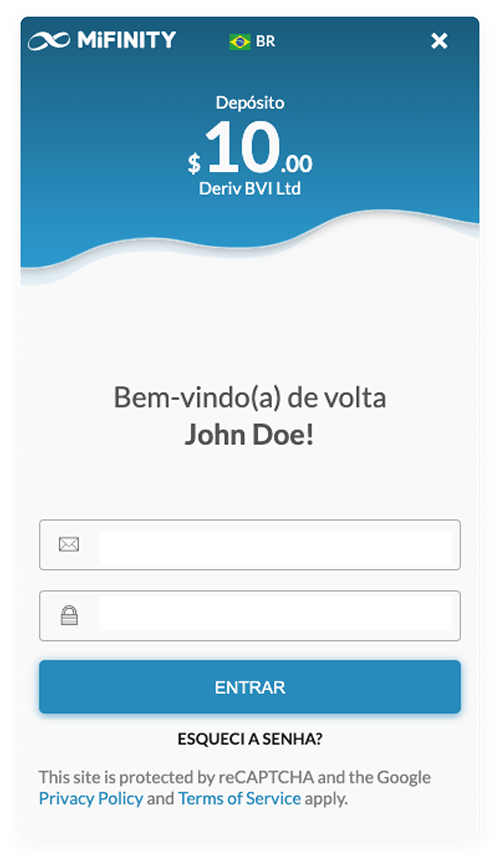 MiFINITY
BR
Depósito
$10.00
Deriv BVI Ltd
Bem-vindo(a) de volta
John Doe!
ENTRAR
ESQUECI A SENHA?
This site is protected by reCAPTCHA and the Google
Privacy Policy and Terms of Service apply.